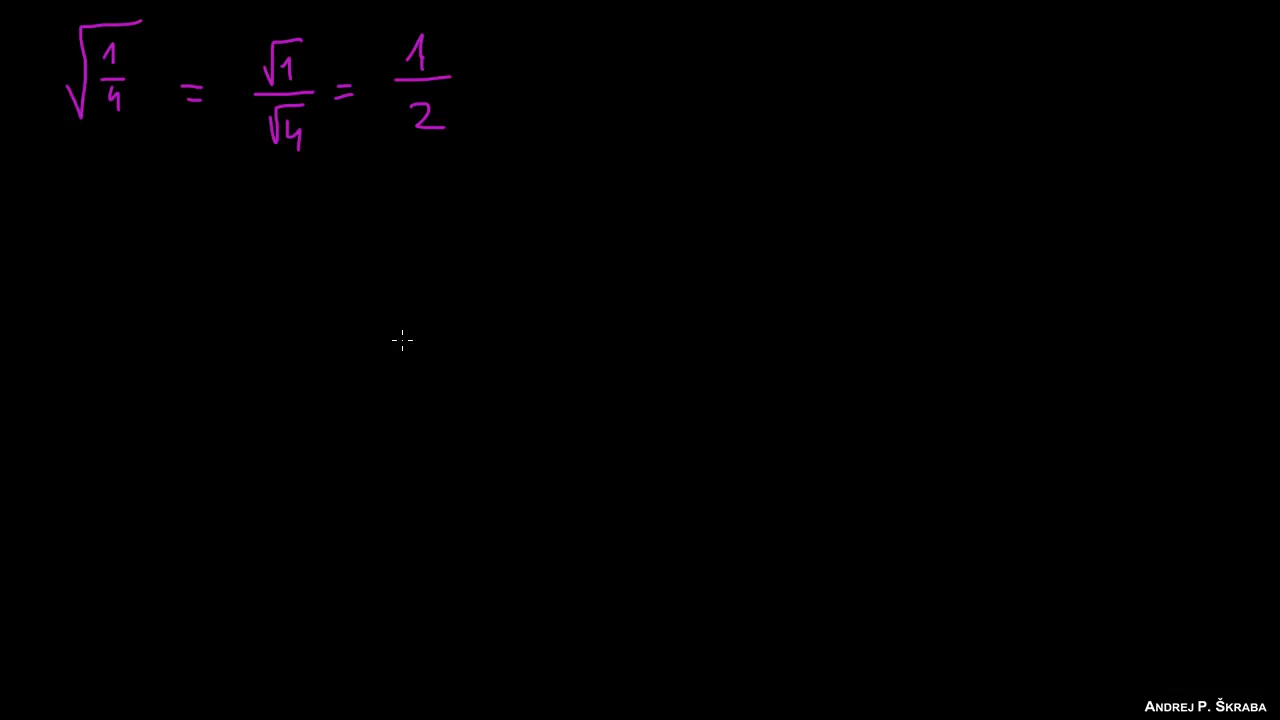 √(1/4) = √1/√4 = 1/2
ANDREJ P. ŠKRABA